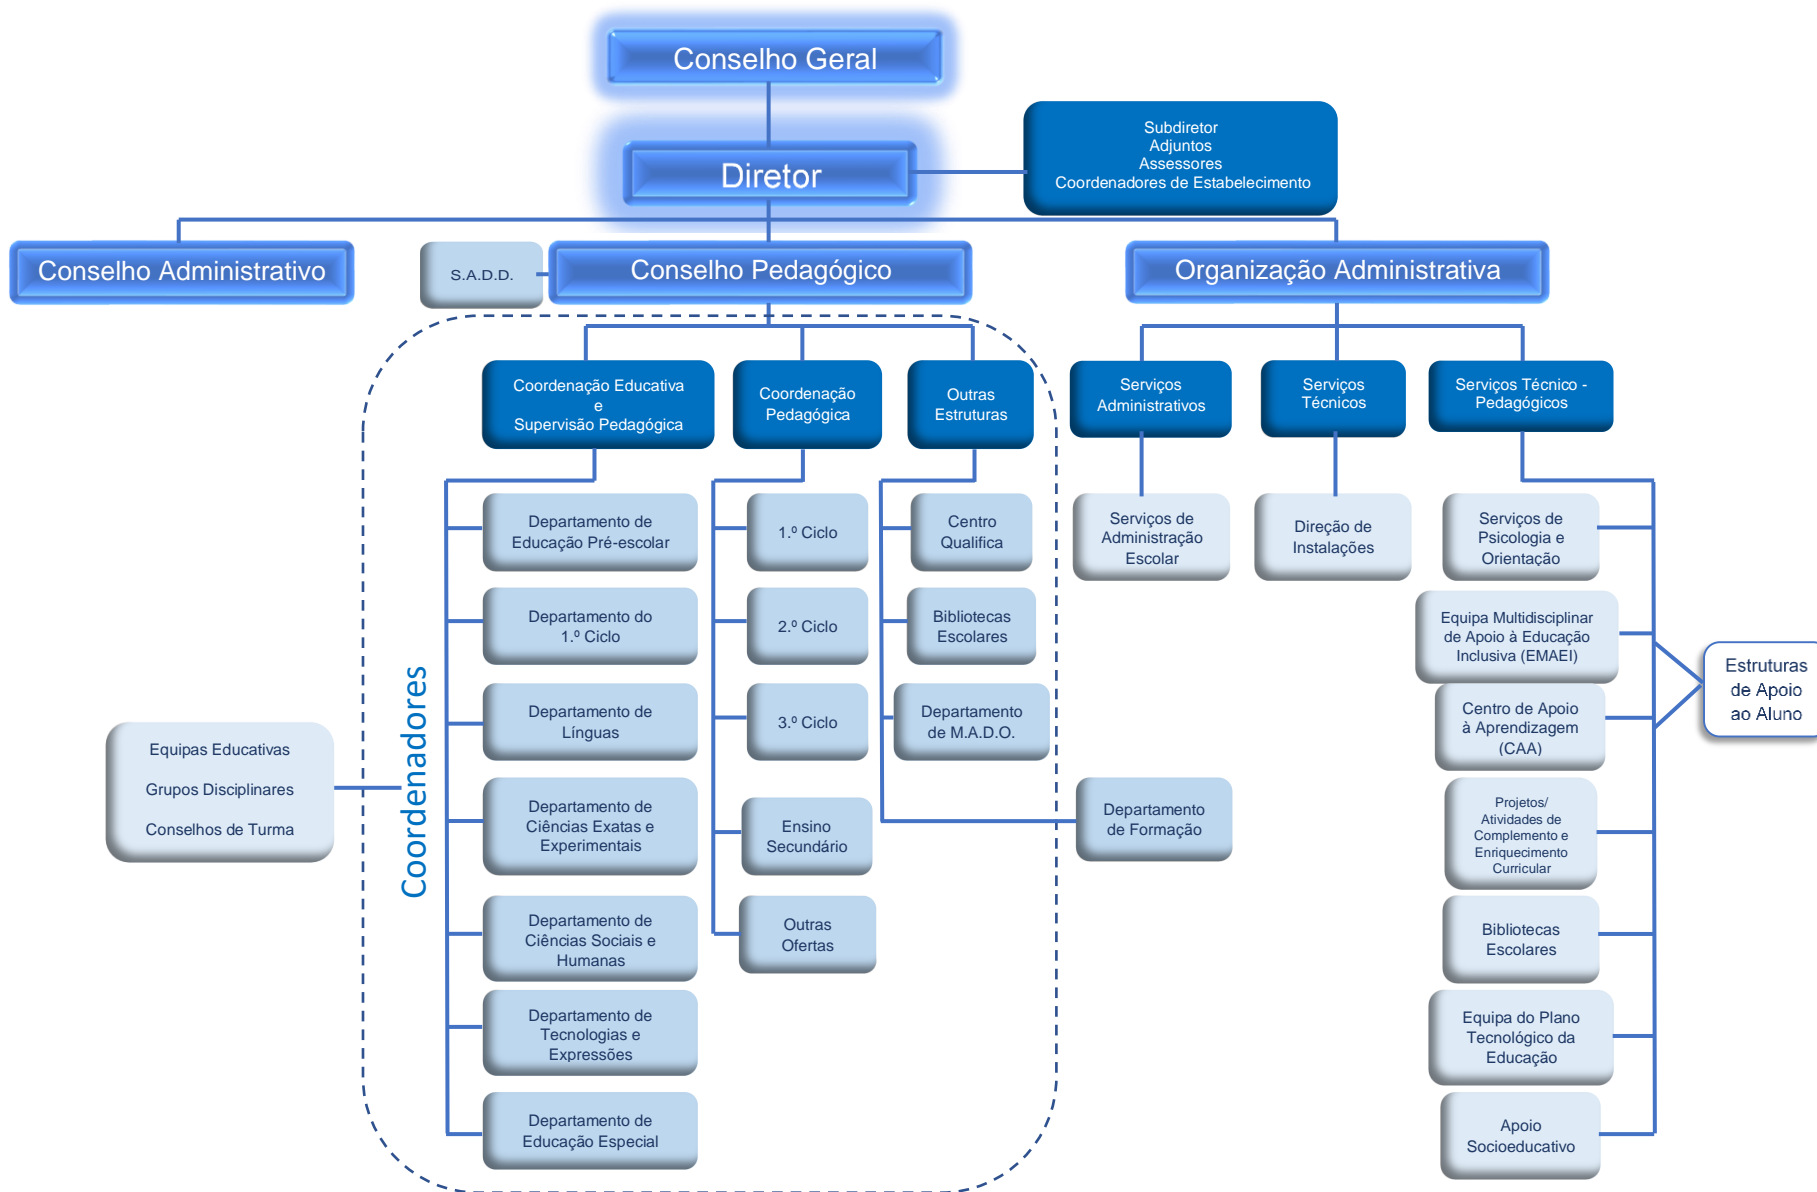 Conselho Geral
Diretor
Subdiretor
Adjuntos
Assessores
Coordenadores de Estabelecimento
Conselho Administrativo
S.A.D.D.
Conselho Pedagógico
Organização Administrativa
Coordenação Educativa
e
Supervisão Pedagógica
Coordenação
Pedagógica
Outras
Estruturas
Serviços
Administrativos
Serviços
Técnicos
Serviços Técnico -
Pedagógicos
Coordenadores
Equipas Educativas
Grupos Disciplinares
Conselhos de Turma
Departamento de
Educação Pré-escolar
Departamento do
1.º Ciclo
Departamento de
Línguas
Departamento de
Ciências Exatas e
Experimentais
Departamento de
Ciências Sociais e
Humanas
Departamento de
Tecnologias e
Expressões
Departamento de
Educação Especial
1.º Ciclo
2.º Ciclo
3.º Ciclo
Ensino
Secundário
Outras
Ofertas
Centro
Qualifica
Bibliotecas
Escolares
Departamento
de M.A.D.O.
Departamento
de Formação
Serviços de
Administração
Escolar
Direção de
Instalações
Serviços de
Psicologia e
Orientação
Equipa Multidisciplinar
de Apoio à Educação
Inclusiva (EMAEI)
Centro de Apoio
à Aprendizagem
(CAA)
Projetos/
Atividades de
Complemento e
Enriquecimento
Curricular
Bibliotecas
Escolares
Equipa do Plano
Tecnológico da
Educação
Apoio
Socioeducativo
Estruturas
de Apoio
ao Aluno